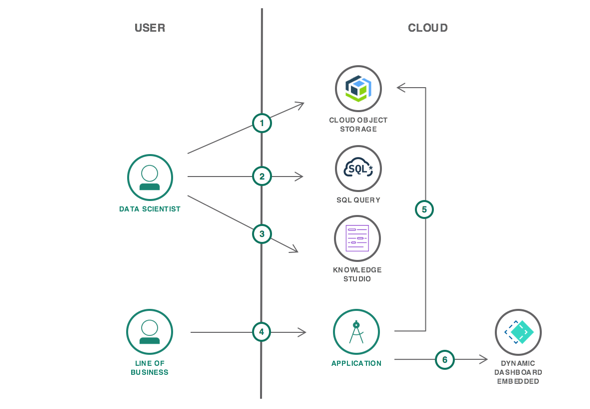 USER
CLOUD
CLOUD OBJECT
STORAGE
1
SQL
SQL QUERY
2
DATA SCIENTIST
5
3
KNOWLEDGE
STUDIO
4
LINE OF
BUSINESS
APPLICATION
6
DYNAMIC
DASHBOARD
EMBEDDED